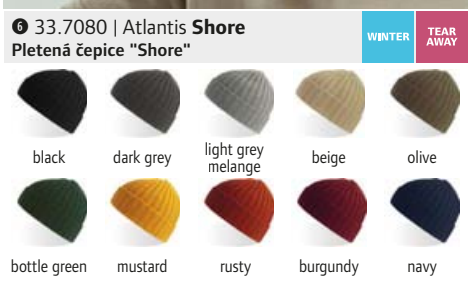 ❻ 33.7080 | Atlantis Shore
Pletená čepice "Shore"
WINTER
TEAR
AWAY
black
dark grey
light grey
melange
beige
olive
bottle green
mustard
rusty
burgundy
navy